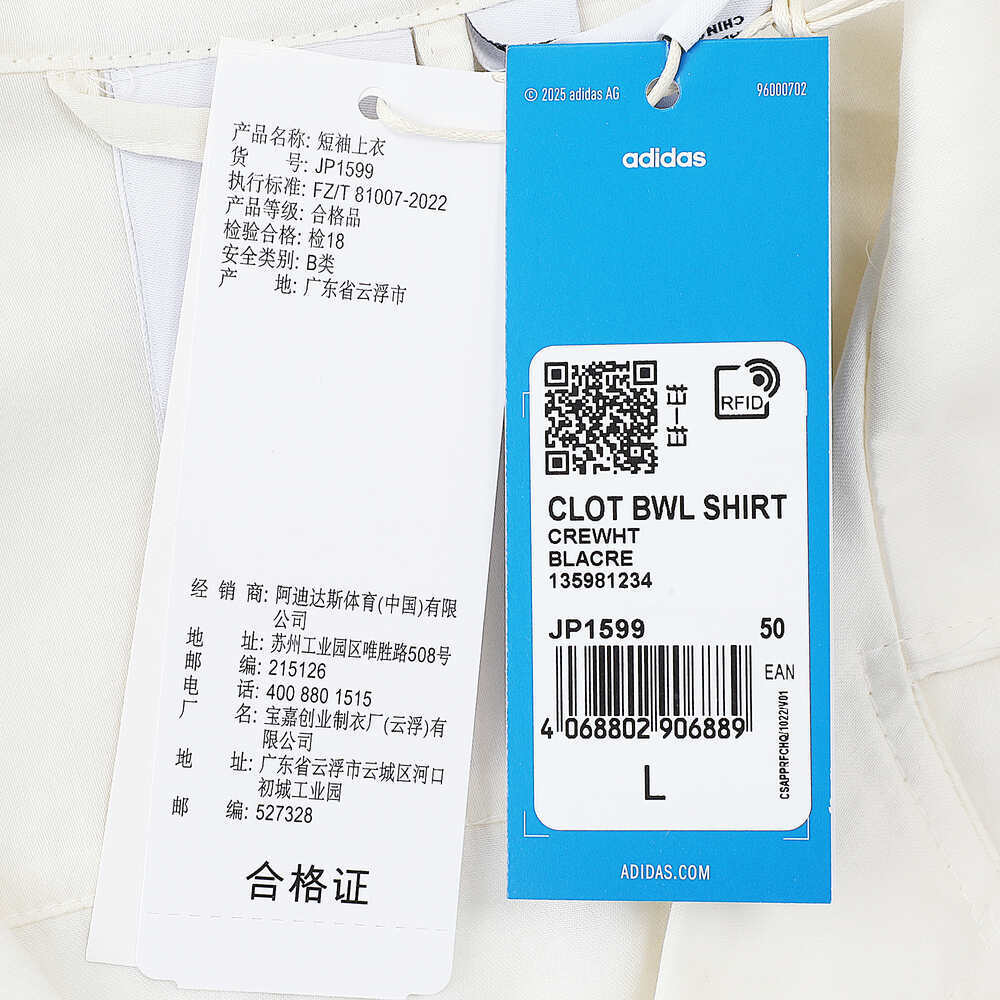 产品名称: 短袖上衣
货 号: JP1599
执行标准: FZ/T 81007-2022
产品等级: 合格品
检验合格: 检18
安全类别: B类
产 地: 广东省云浮市
经 销 商: 阿迪达斯体育(中国)有限
公司
地 址: 苏州工业园区唯胜路508号
邮 编: 215126
电 话: 400 880 1515
厂 名: 宝嘉创业制衣厂(云浮)有
限公司
地 址: 广东省云浮市云城区河口
初城工业园
邮 编: 527328
合格证
© 2025 adidas AG
96000702
adidas
扫一扫
RFID
CLOT BWL SHIRT
CREWHT
BLACRE
135981234
JP1599 50
EAN
4 068802 906889
CSAPPRFCHQ/1022/V01
L
ADIDAS.COM